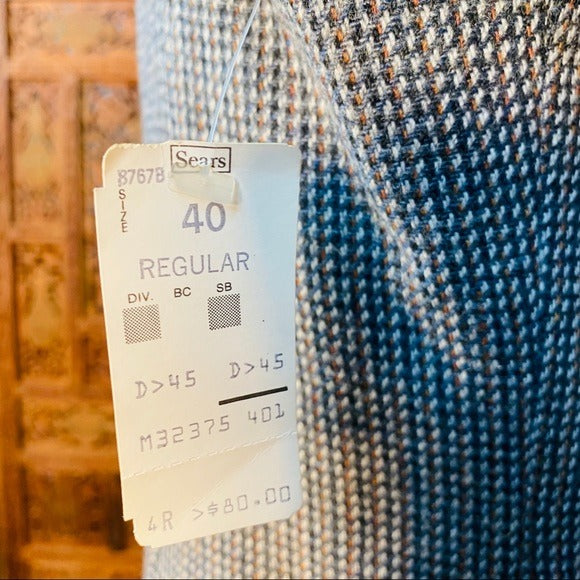 Sears
8767B
SIZE
40
REGULAR
DIV. BC SB
D>45 D>45
M32375 401
4R >$80.00